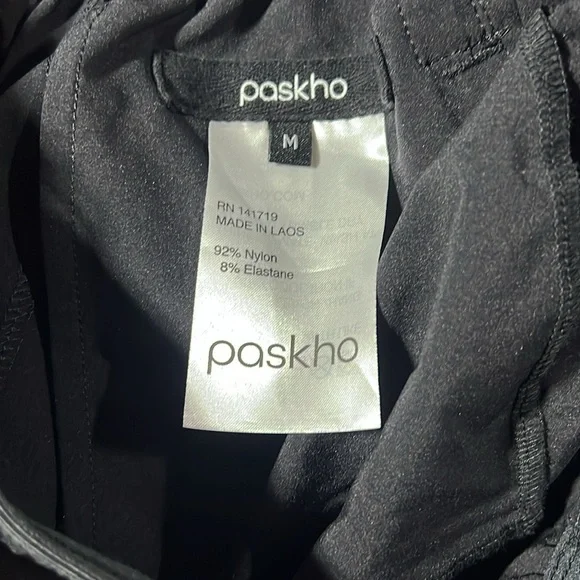 paskho
M
RN 141719
MADE IN LAOS
92% Nylon
8% Elastane
paskho